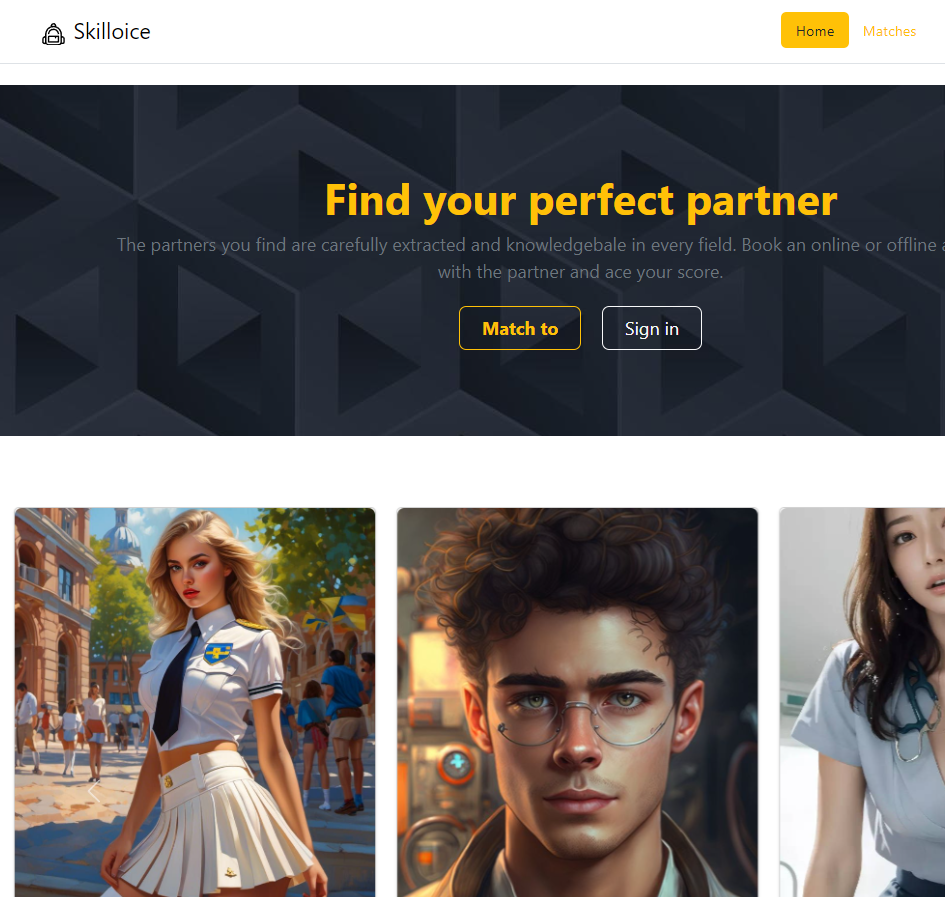 Skilloice
Home
Matches
Find your perfect partner
The partners you find are carefully extracted and knowledgebale in every field. Book an online or offline
with the partner and ace your score.
Match to
Sign in